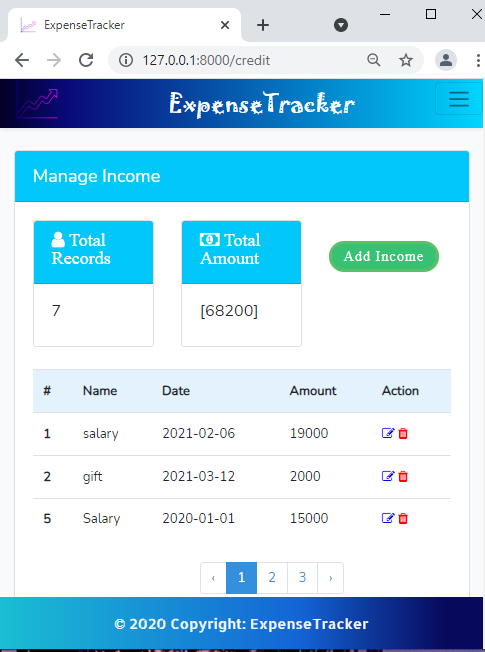 ExpenseTracker
127.0.0.1:8000/credit
ExpenseTracker
Manage Income
Total
Records
7
Total
Amount
[68200]
Add Income
# Name Date Amount Action
1 salary 2021-02-06 19000
2 gift 2021-03-12 2000
5 Salary 2020-01-01 15000
‹ 1 2 3 ›
© 2020 Copyright: ExpenseTracker